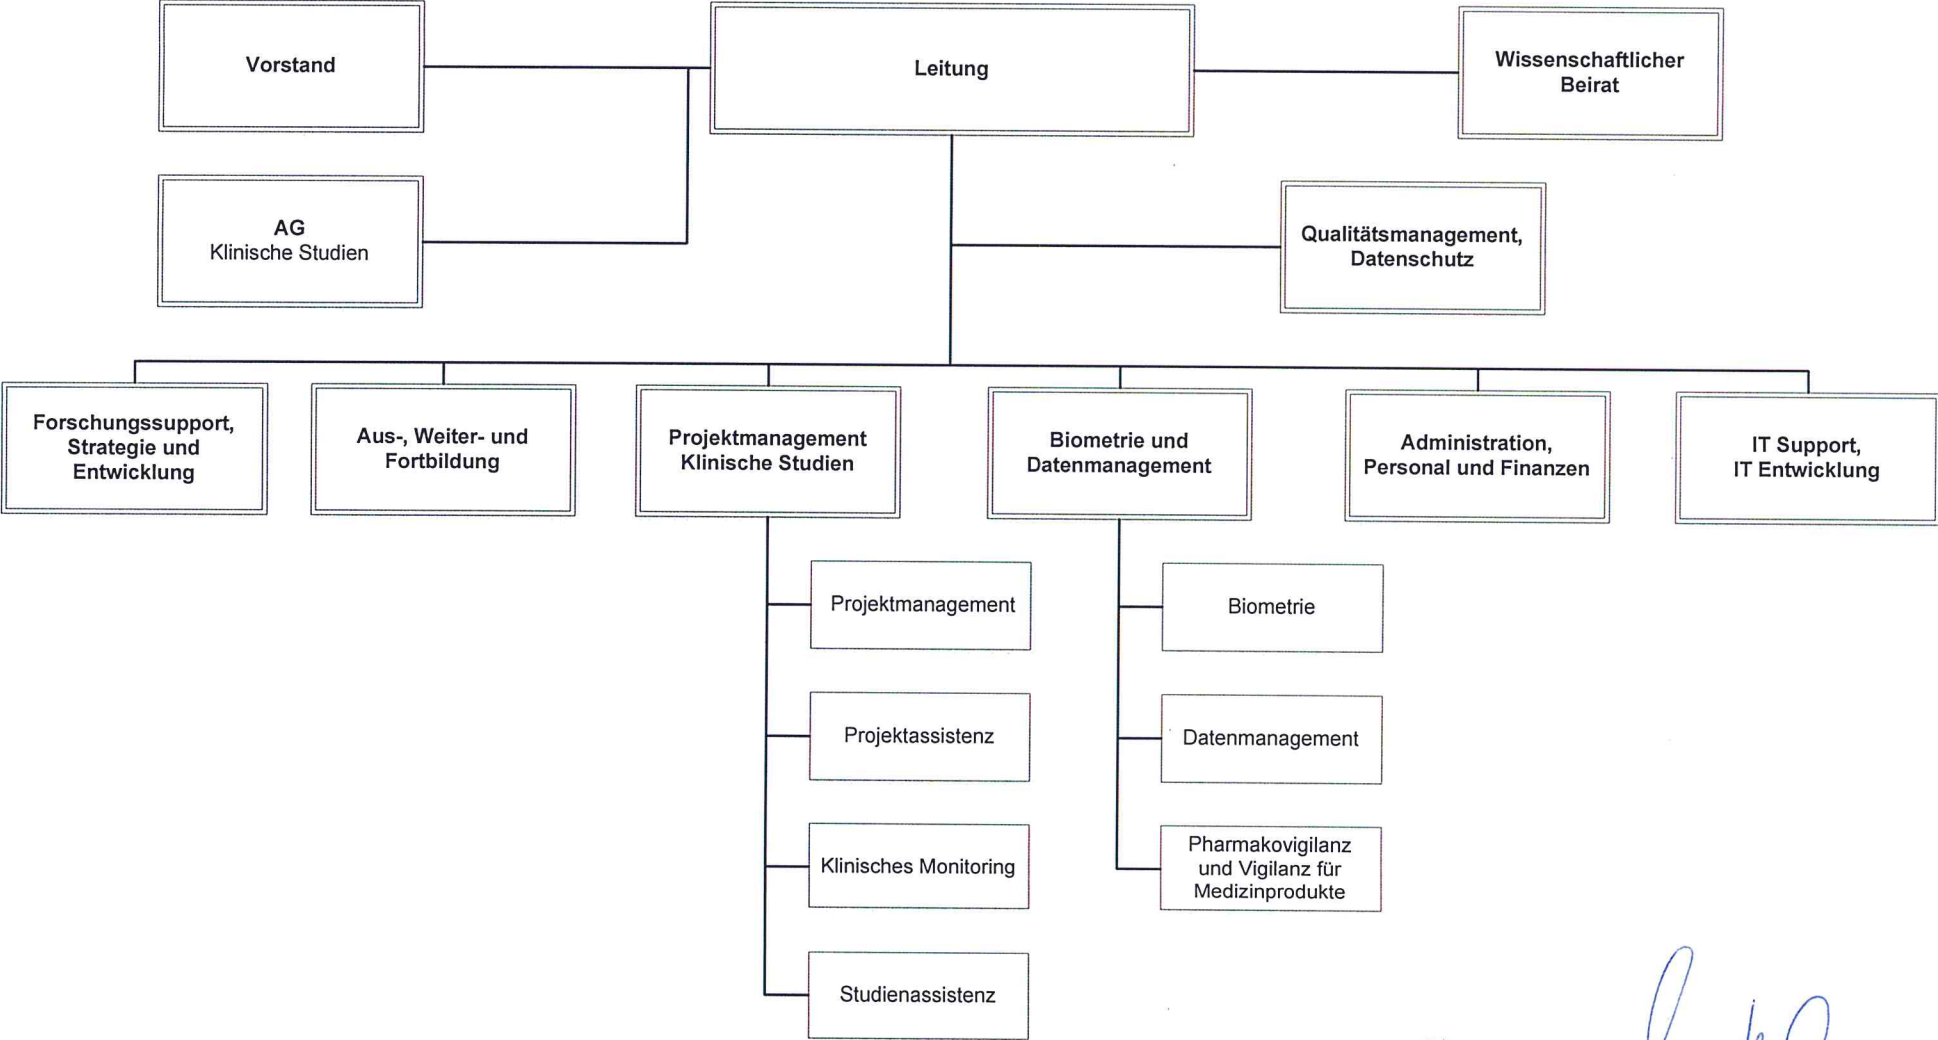 Vorstand
Leitung
Wissenschaftlicher
Beirat
AG
Klinische Studien
Qualitätsmanagement,
Datenschutz
Forschungssupport,
Strategie und
Entwicklung
Aus-, Weiter- und
Fortbildung
Projektmanagement
Klinische Studien
Biometrie und
Datenmanagement
Administration,
Personal und Finanzen
IT Support,
IT Entwicklung
Projektmanagement
Projektassistenz
Klinisches Monitoring
Studienassistenz
Biometrie
Datenmanagement
Pharmakovigilanz
und Vigilanz für
Medizinprodukte